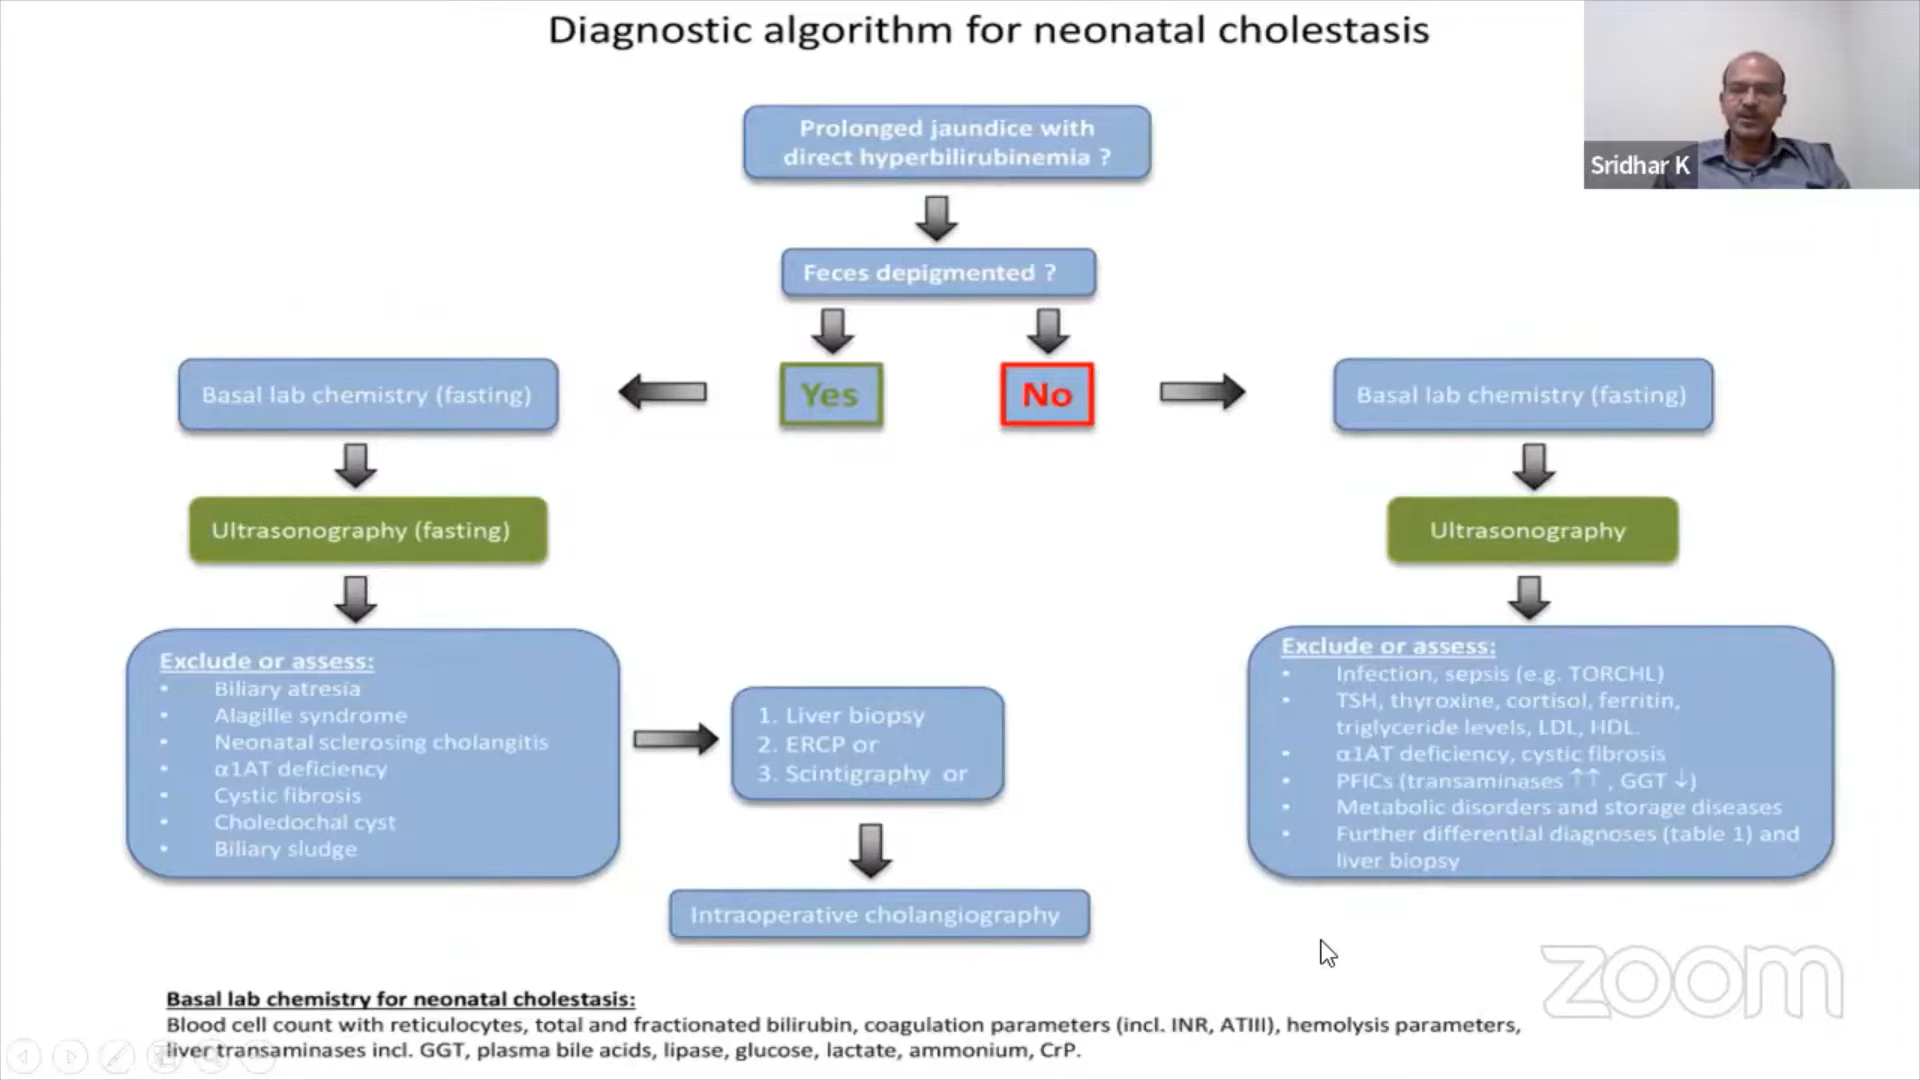 Diagnostic algorithm for neonatal cholestasis
Sridhar K
Prolonged jaundice with
direct hyperbilirubinemia ?
Feces depigmented ?
Yes
No
Basal lab chemistry (fasting)
Ultrasonography (fasting)
Exclude or assess:
• Biliary atresia
• Alagille syndrome
• Neonatal sclerosing cholangitis
• α1AT deficiency
• Cystic fibrosis
• Choledochal cyst
• Biliary sludge
1. Liver biopsy
2. ERCP or
3. Scintigraphy or
Intraoperative cholangiography
Basal lab chemistry (fasting)
Ultrasonography
Exclude or assess:
• Infection, sepsis (e.g. TORCHL)
• TSH, thyroxine, cortisol, ferritin,
triglyceride levels, LDL, HDL.
• α1AT deficiency, cystic fibrosis
• PFICs (transaminases ↑↑ , GGT ↓)
• Metabolic disorders and storage diseases
• Further differential diagnoses (table 1) and
liver biopsy
zoom
Basal lab chemistry for neonatal cholestasis:
Blood cell count with reticulocytes, total and fractionated bilirubin, coagulation parameters (incl. INR, ATIII), hemolysis parameters,
liver transaminases incl. GGT, plasma bile acids, lipase, glucose, lactate, ammonium, CrP.